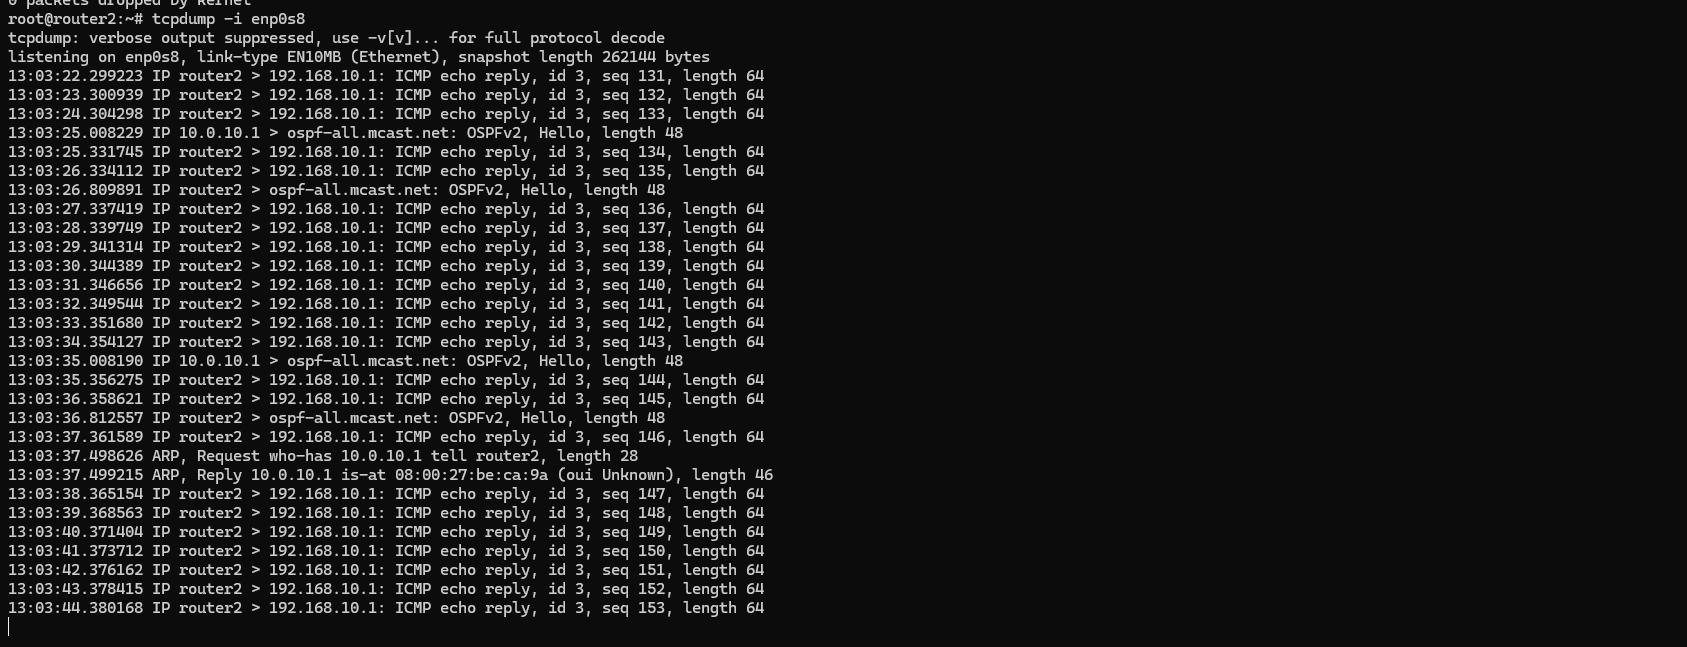 0 packets dropped by kernel
root@router2:~# tcpdump -i enp0s8
tcpdump: verbose output suppressed, use -v[v]... for full protocol decode
listening on enp0s8, link-type EN10MB (Ethernet), snapshot length 262144 bytes
13:03:22.299223 IP router2 > 192.168.10.1: ICMP echo reply, id 3, seq 131, length 64
13:03:23.300939 IP router2 > 192.168.10.1: ICMP echo reply, id 3, seq 132, length 64
13:03:24.304298 IP router2 > 192.168.10.1: ICMP echo reply, id 3, seq 133, length 64
13:03:25.008229 IP 10.0.10.1 > ospf-all.mcast.net: OSPFv2, Hello, length 48
13:03:25.331745 IP router2 > 192.168.10.1: ICMP echo reply, id 3, seq 134, length 64
13:03:26.334112 IP router2 > 192.168.10.1: ICMP echo reply, id 3, seq 135, length 64
13:03:26.809891 IP router2 > ospf-all.mcast.net: OSPFv2, Hello, length 48
13:03:27.337419 IP router2 > 192.168.10.1: ICMP echo reply, id 3, seq 136, length 64
13:03:28.339749 IP router2 > 192.168.10.1: ICMP echo reply, id 3, seq 137, length 64
13:03:29.341314 IP router2 > 192.168.10.1: ICMP echo reply, id 3, seq 138, length 64
13:03:30.344389 IP router2 > 192.168.10.1: ICMP echo reply, id 3, seq 139, length 64
13:03:31.346656 IP router2 > 192.168.10.1: ICMP echo reply, id 3, seq 140, length 64
13:03:32.349544 IP router2 > 192.168.10.1: ICMP echo reply, id 3, seq 141, length 64
13:03:33.351680 IP router2 > 192.168.10.1: ICMP echo reply, id 3, seq 142, length 64
13:03:34.354127 IP router2 > 192.168.10.1: ICMP echo reply, id 3, seq 143, length 64
13:03:35.008190 IP 10.0.10.1 > ospf-all.mcast.net: OSPFv2, Hello, length 48
13:03:35.356275 IP router2 > 192.168.10.1: ICMP echo reply, id 3, seq 144, length 64
13:03:36.358621 IP router2 > 192.168.10.1: ICMP echo reply, id 3, seq 145, length 64
13:03:36.812557 IP router2 > ospf-all.mcast.net: OSPFv2, Hello, length 48
13:03:37.361589 IP router2 > 192.168.10.1: ICMP echo reply, id 3, seq 146, length 64
13:03:37.498626 ARP, Request who-has 10.0.10.1 tell router2, length 28
13:03:37.499215 ARP, Reply 10.0.10.1 is-at 08:00:27:be:ca:9a (oui Unknown), length 46
13:03:38.365154 IP router2 > 192.168.10.1: ICMP echo reply, id 3, seq 147, length 64
13:03:39.368563 IP router2 > 192.168.10.1: ICMP echo reply, id 3, seq 148, length 64
13:03:40.371404 IP router2 > 192.168.10.1: ICMP echo reply, id 3, seq 149, length 64
13:03:41.373712 IP router2 > 192.168.10.1: ICMP echo reply, id 3, seq 150, length 64
13:03:42.376162 IP router2 > 192.168.10.1: ICMP echo reply, id 3, seq 151, length 64
13:03:43.378415 IP router2 > 192.168.10.1: ICMP echo reply, id 3, seq 152, length 64
13:03:44.380168 IP router2 > 192.168.10.1: ICMP echo reply, id 3, seq 153, length 64